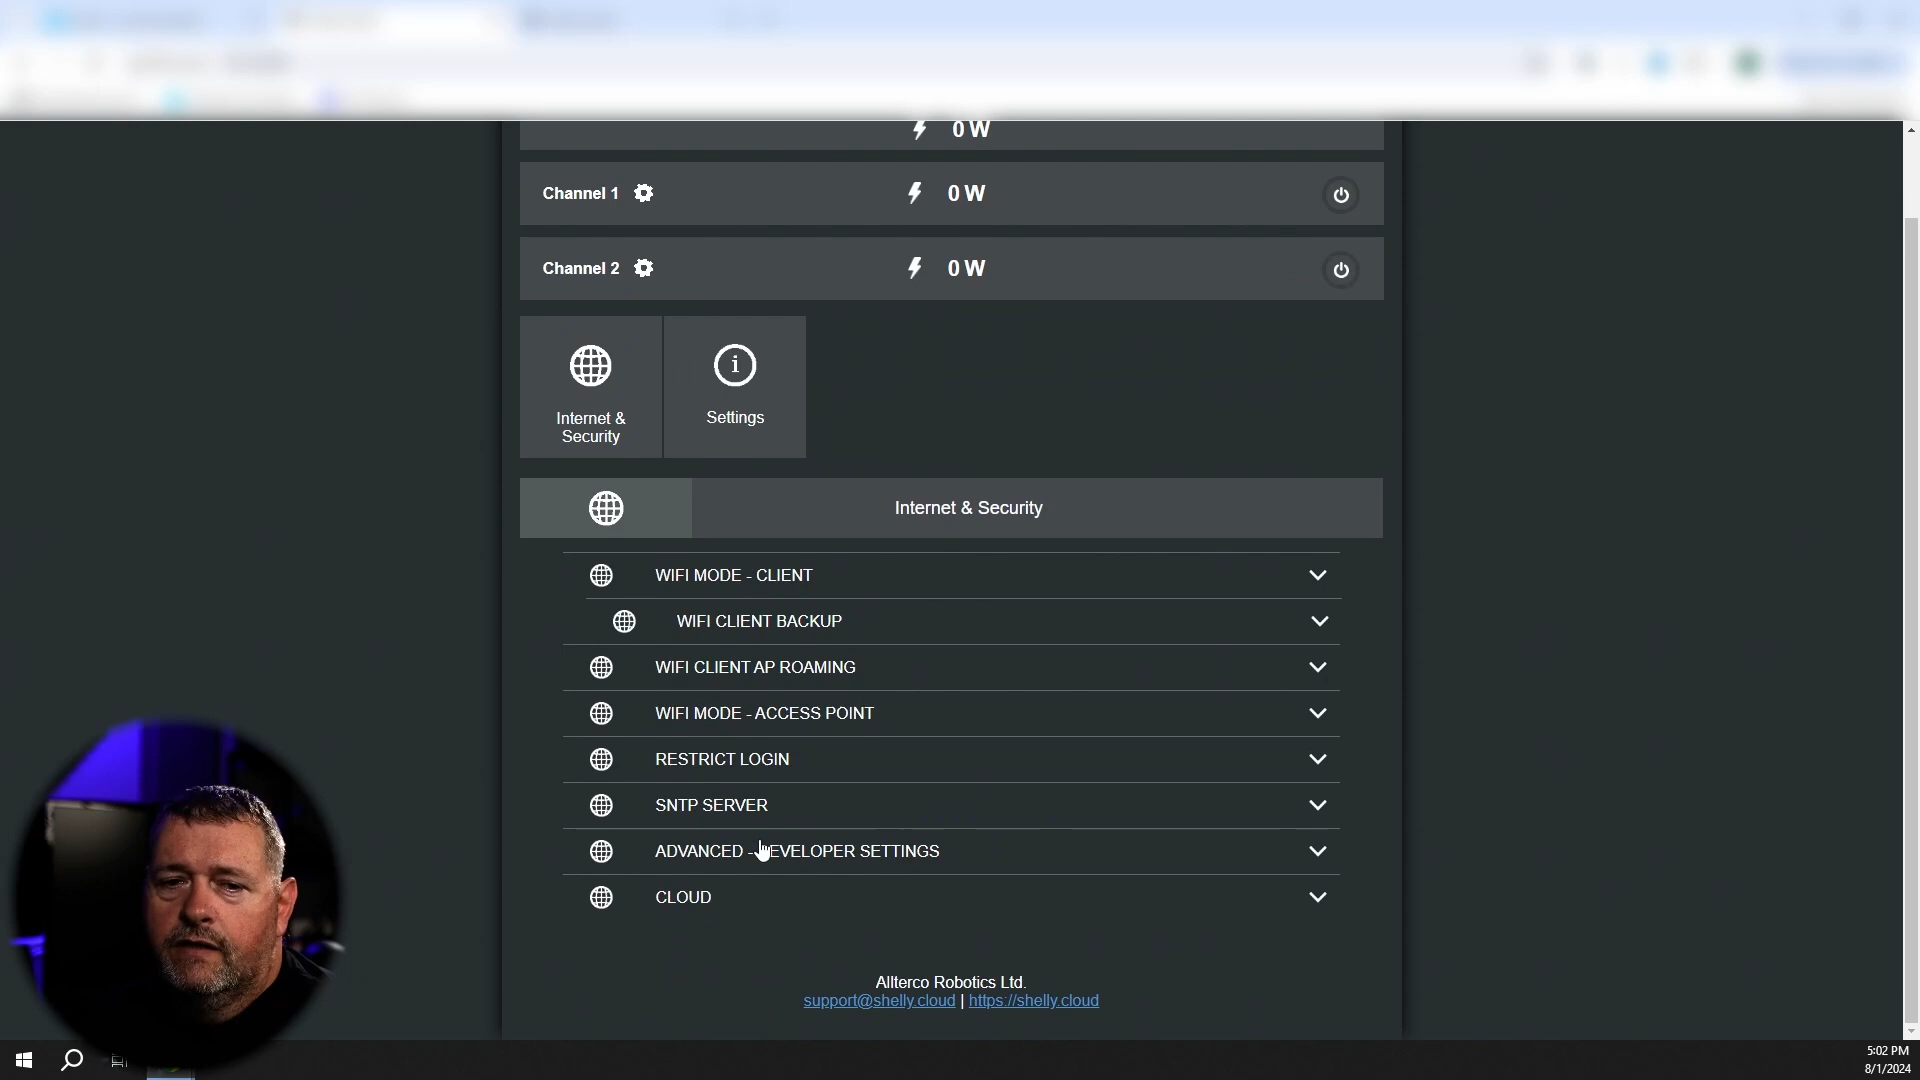 0 W
Channel 1
0 W
Channel 2
0 W
Internet &
Security
Settings
Internet & Security
WIFI MODE - CLIENT
WIFI CLIENT BACKUP
WIFI CLIENT AP ROAMING
WIFI MODE - ACCESS POINT
RESTRICT LOGIN
SNTP SERVER
ADVANCED - DEVELOPER SETTINGS
CLOUD
Allterco Robotics Ltd.
support@shelly.cloud | https://shelly.cloud
5:02 PM
8/1/2024